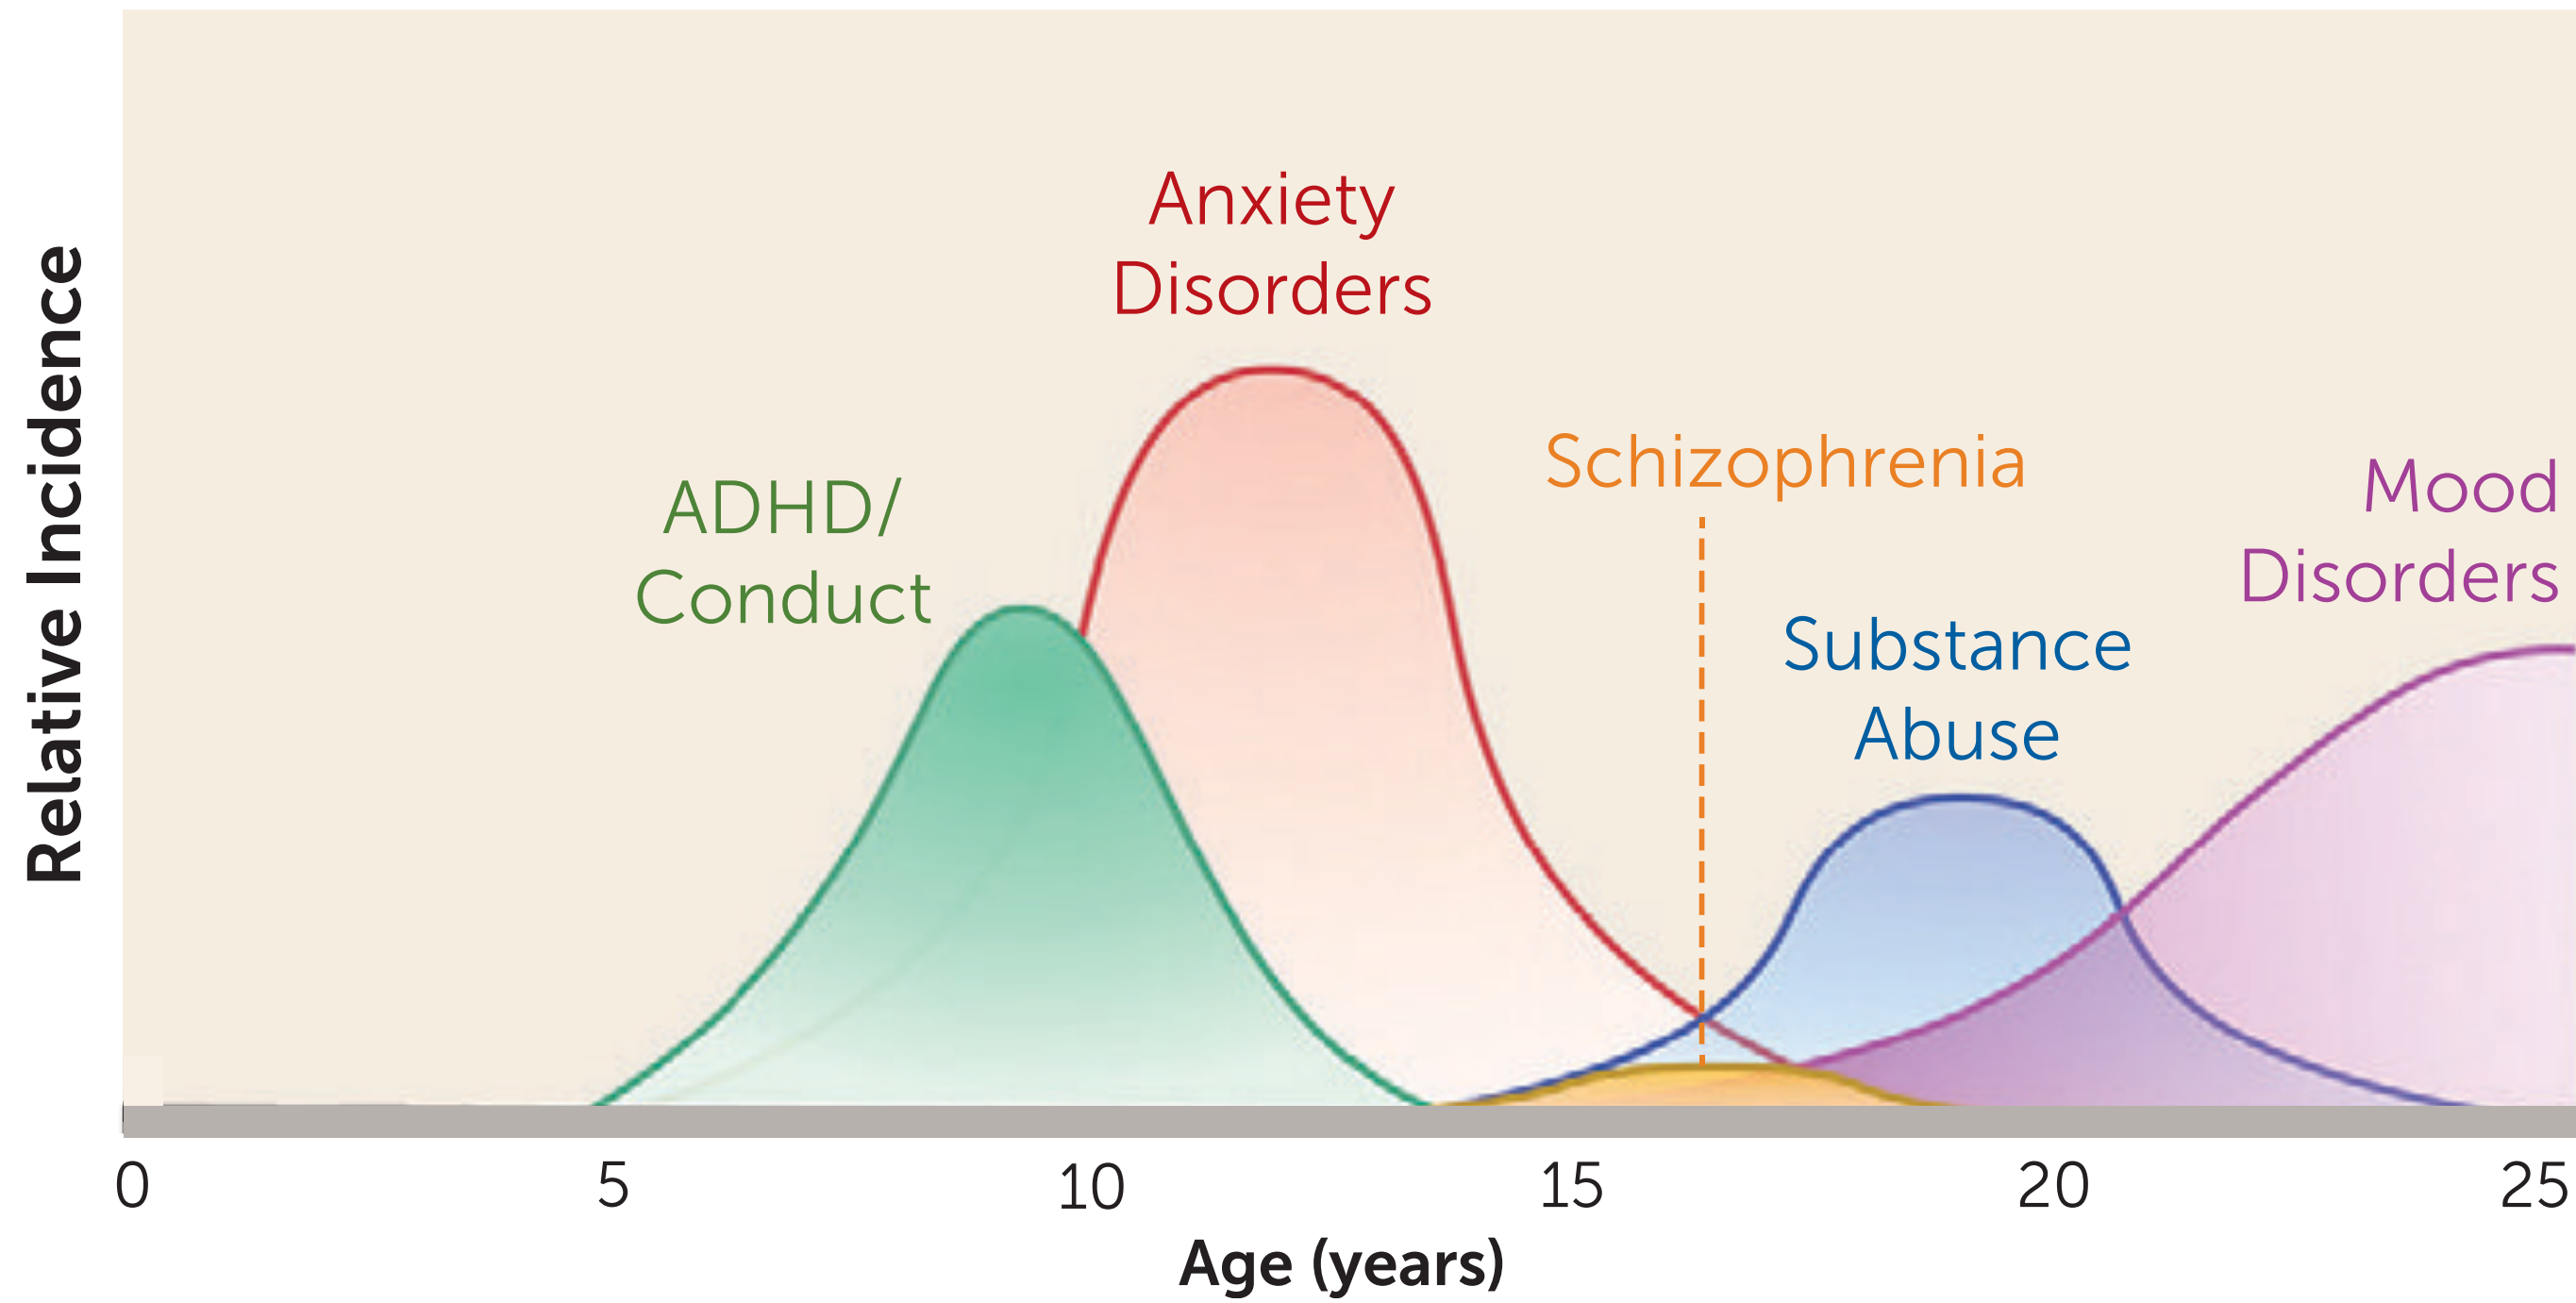 Relative Incidence
Anxiety
Disorders
ADHD/
Conduct
Schizophrenia
Substance
Abuse
Mood
Disorders
0 5 10 15 20 25
Age (years)